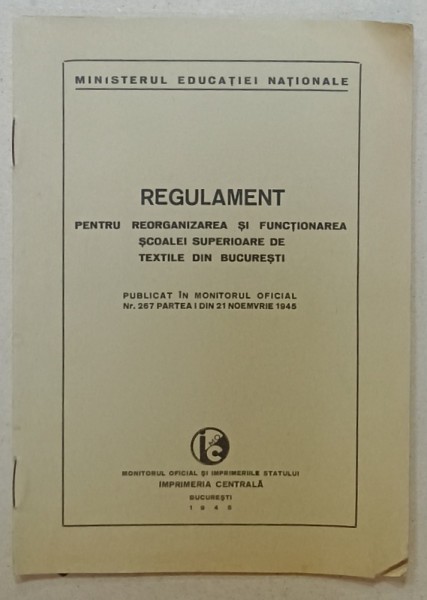 MINISTERUL EDUCAȚIEI NAȚIONALE
REGULAMENT
PENTRU REORGANIZAREA ȘI FUNCȚIONAREA
ȘCOALEI SUPERIOARE DE
TEXTILE DIN BUCUREȘTI
PUBLICAT ÎN MONITORUL OFICIAL
Nr. 267 PARTEA I DIN 21 NOEMVRIE 1945
ic
MONITORUL OFICIAL ȘI IMPRIMERIILE STATULUI
IMPRIMERIA CENTRALĂ
BUCUREȘTI